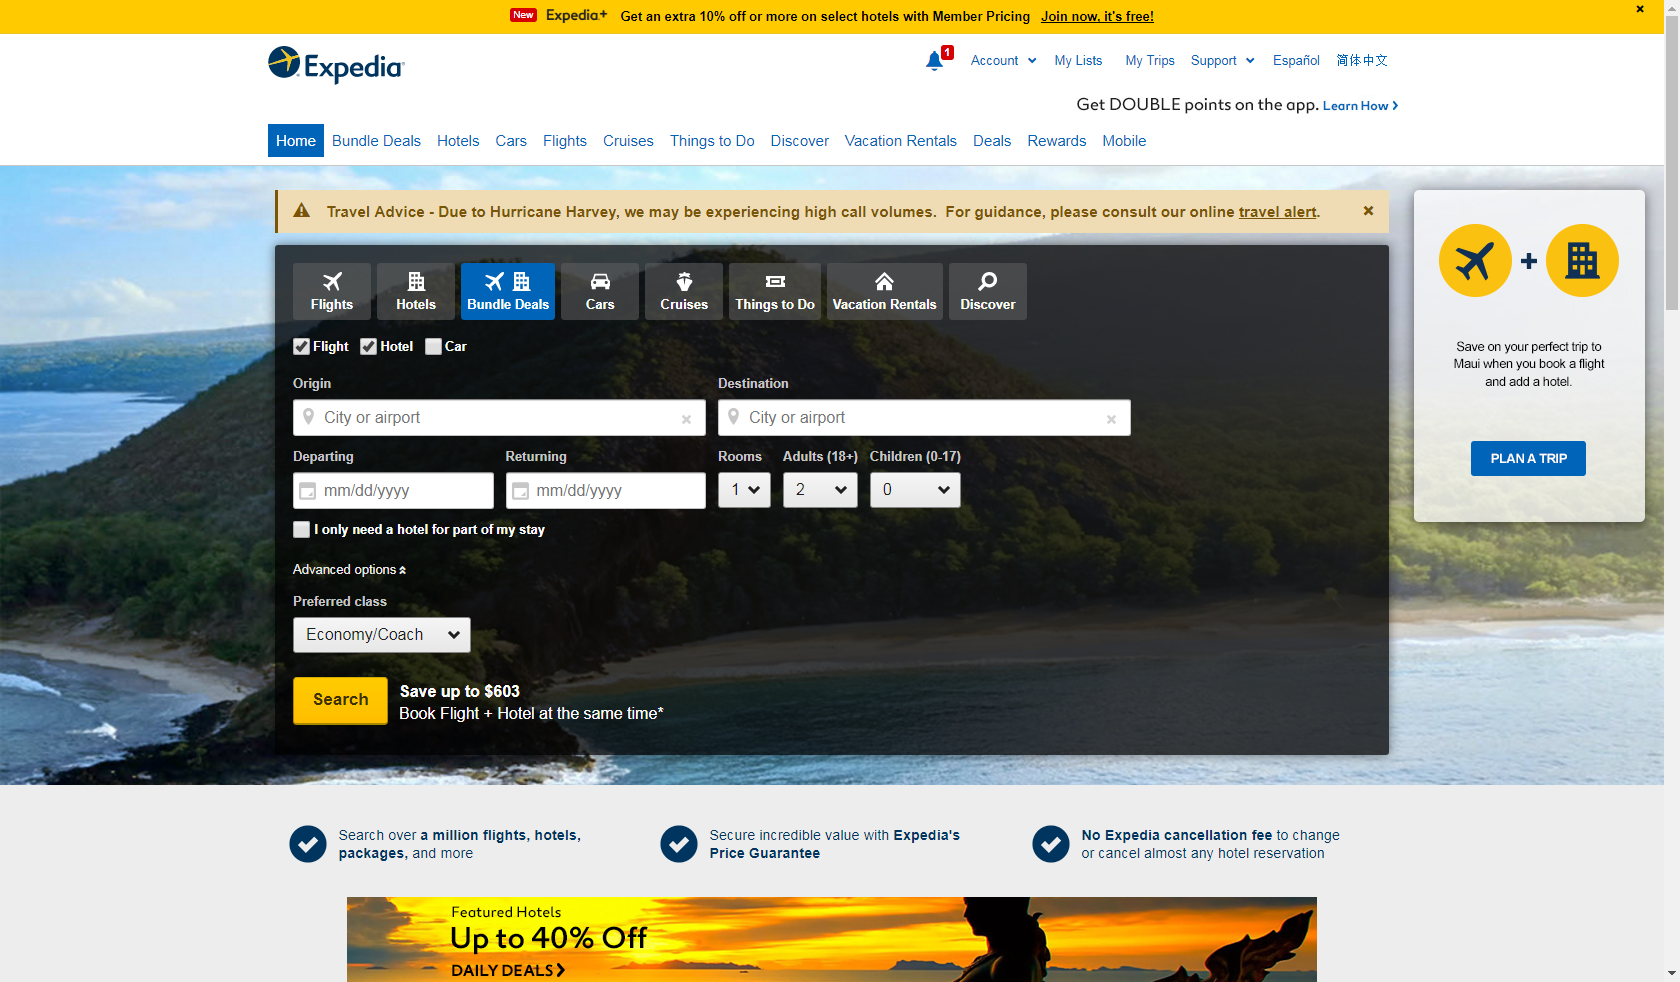 New Expedia+ Get an extra 10% off or more on select hotels with Member Pricing Join now, it's free!
Expedia
1 Account My Lists My Trips Support Español 简体中文
Get DOUBLE points on the app. Learn How
Home Bundle Deals Hotels Cars Flights Cruises Things to Do Discover Vacation Rentals Deals Rewards Mobile
Travel Advice - Due to Hurricane Harvey, we may be experiencing high call volumes. For guidance, please consult our online travel alert.
Flights Hotels Bundle Deals Cars Cruises Things to Do Vacation Rentals Discover
Flight Hotel Car
Origin Destination
City or airport City or airport
Departing Returning Rooms Adults (18+) Children (0-17)
mm/dd/yyyy mm/dd/yyyy 1 2 0
I only need a hotel for part of my stay
Advanced options
Preferred class
Economy/Coach
Search
Save up to $603
Book Flight + Hotel at the same time*
Save on your perfect trip to
Maui when you book a flight
and add a hotel.
PLAN A TRIP
Search over a million flights, hotels,
packages, and more
Secure incredible value with Expedia's
Price Guarantee
No Expedia cancellation fee to change
or cancel almost any hotel reservation
Featured Hotels
Up to 40% Off
DAILY DEALS